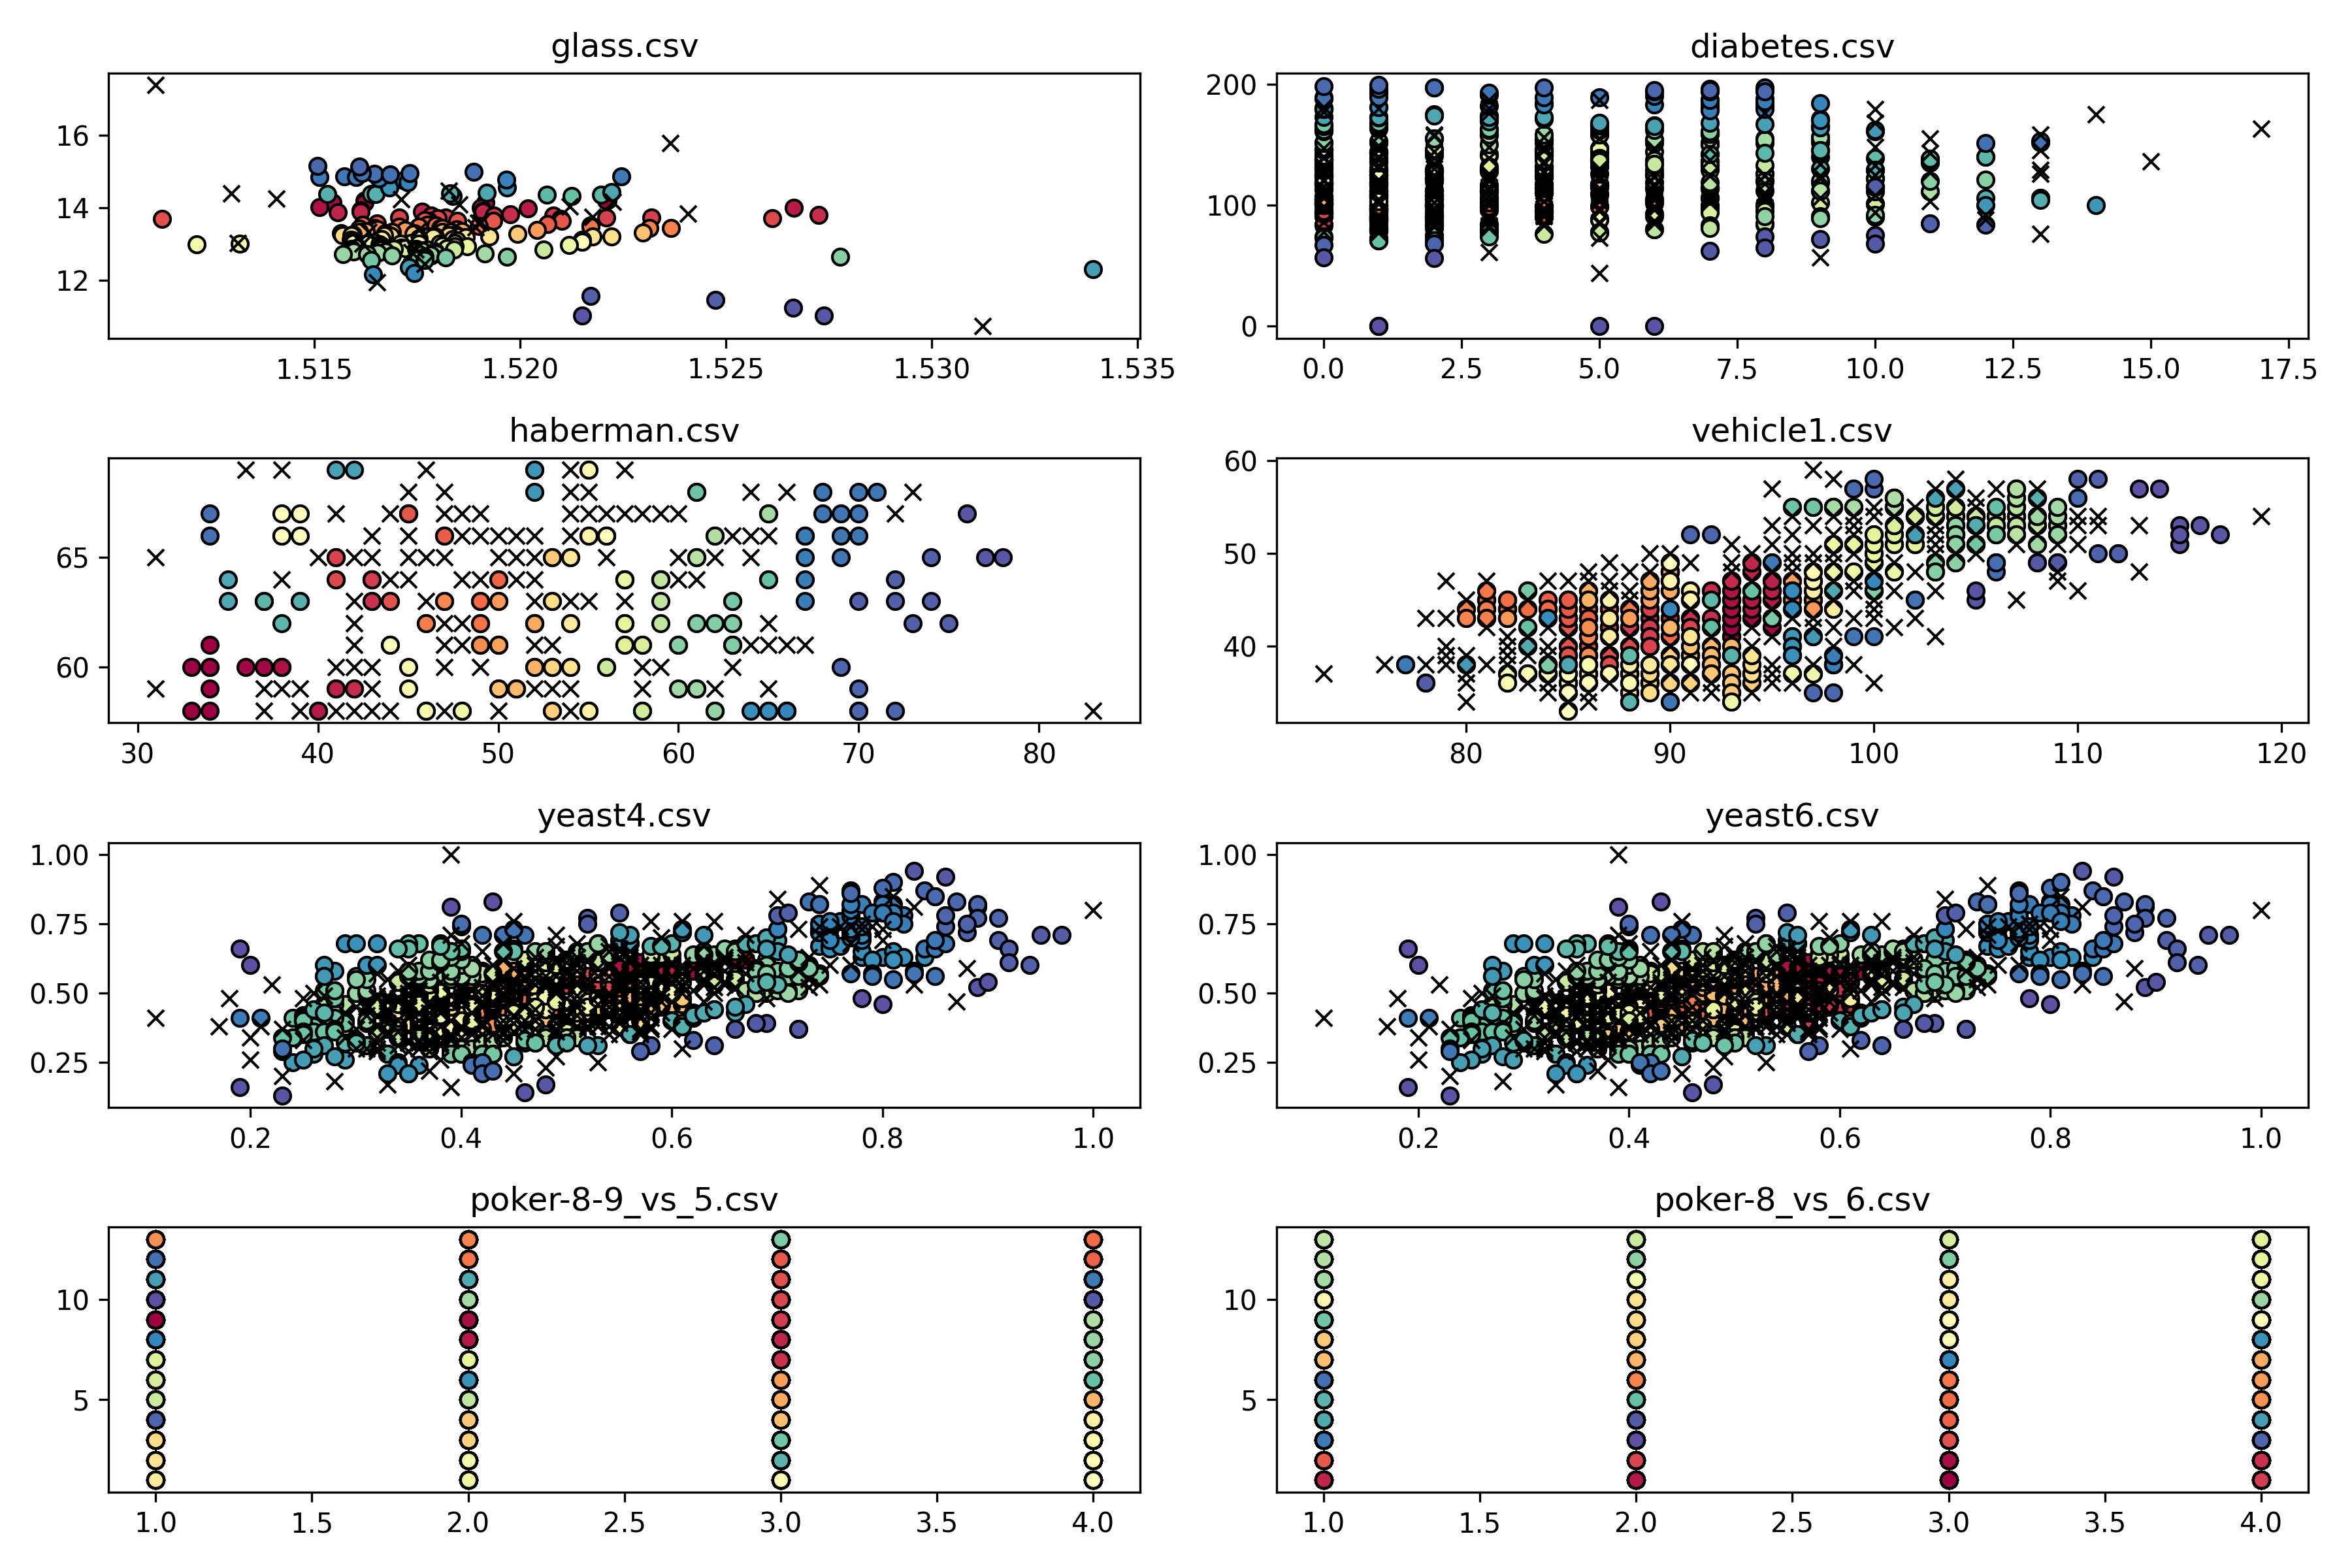 glass.csv
16
14
12
1.515 1.520 1.525 1.530 1.535
diabetes.csv
200
100
0
0.0 2.5 5.0 7.5 10.0 12.5 15.0 17.5
haberman.csv
65
60
30 40 50 60 70 80
vehicle1.csv
60
50
40
80 90 100 110 120
yeast4.csv
1.00
0.75
0.50
0.25
0.2 0.4 0.6 0.8 1.0
yeast6.csv
1.00
0.75
0.50
0.25
0.2 0.4 0.6 0.8 1.0
poker-8-9_vs_5.csv
10
5
1.0 1.5 2.0 2.5 3.0 3.5 4.0
poker-8_vs_6.csv
10
5
1.0 1.5 2.0 2.5 3.0 3.5 4.0